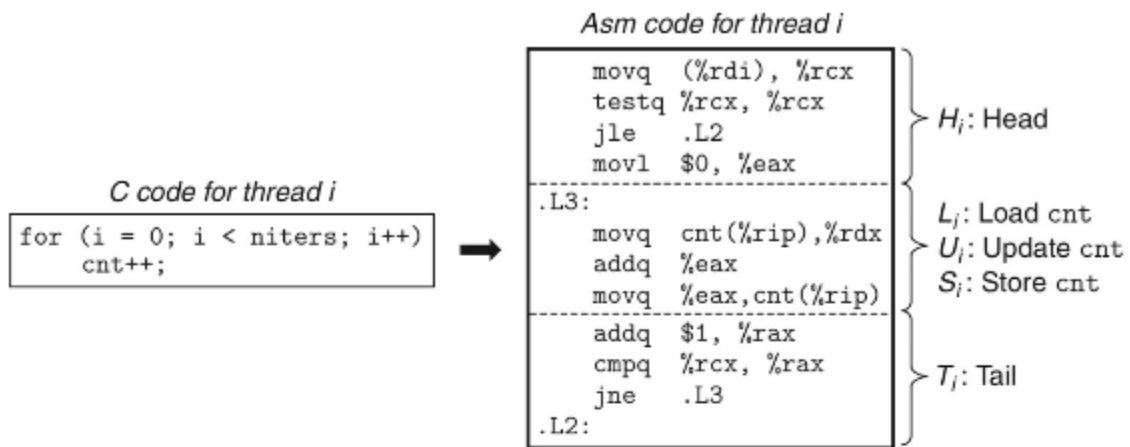 Asm code for thread i
movq (%rdi), %rcx
testq %rcx, %rcx
jle .L2
movl $0, %eax
H_i: Head
C code for thread i
for (i = 0; i < niters; i++)
cnt++;
.L3:
movq cnt(%rip),%rdx
addq %eax
movq %eax,cnt(%rip)
L_i: Load cnt
U_i: Update cnt
S_i: Store cnt
addq $1, %rax
cmpq %rcx, %rax
jne .L3
.L2:
T_i: Tail